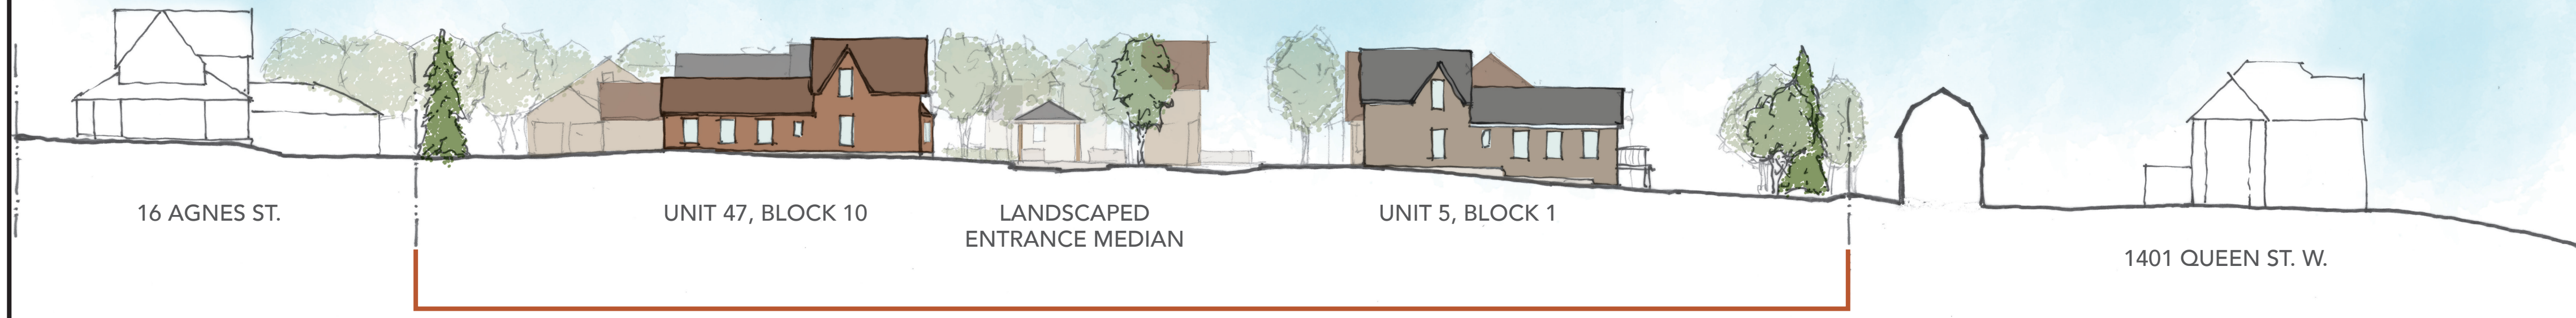 16 AGNES ST.
UNIT 47, BLOCK 10
LANDSCAPED
ENTRANCE MEDIAN
UNIT 5, BLOCK 1
1401 QUEEN ST. W.